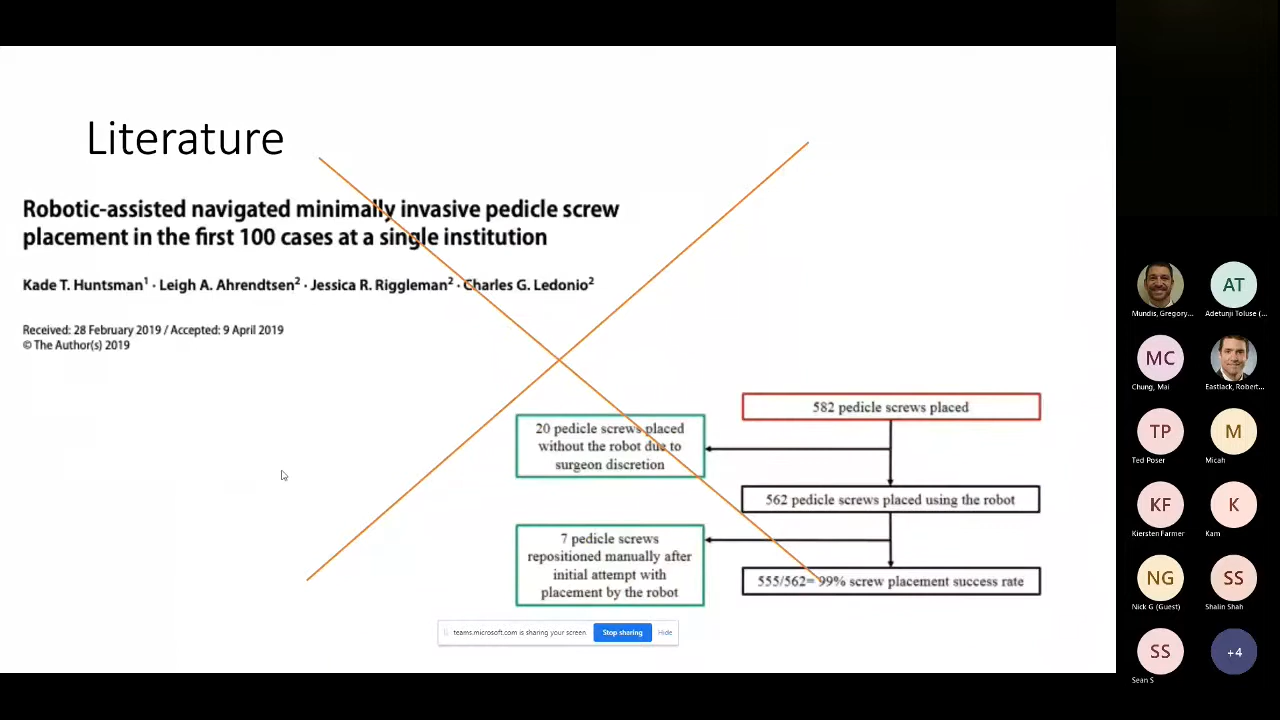 Literature
Robotic-assisted navigated minimally invasive pedicle screw
placement in the first 100 cases at a single institution
Kade T. Huntsman1 · Leigh A. Ahrendtsen2 · Jessica R. Riggleman2 · Charles G. Ledonio2
Received: 28 February 2019 / Accepted: 9 April 2019
© The Author(s) 2019
582 pedicle screws placed
20 pedicle screws placed
without the robot due to
surgeon discretion
562 pedicle screws placed using the robot
7 pedicle screws
repositioned manually after
initial attempt with
placement by the robot
555/562= 99% screw placement success rate
teams.microsoft.com is sharing your screen. Stop sharing Hide
Mundis, Gregory...
AT
Adetunji Toluse (...
MC
Chung, Mai
Eastlack, Robert...
TP
Ted Poser
M
Micah
KF
Kiersten Farmer
K
Kam
NG
Nick G (Guest)
SS
Shalin Shah
SS
Sean S
+4